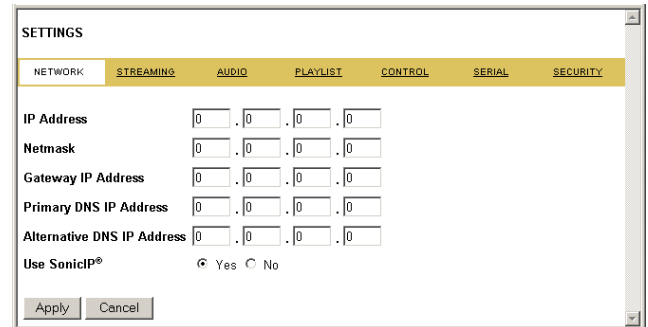 SETTINGS
NETWORK STREAMING AUDIO PLAYLIST CONTROL SERIAL SECURITY
IP Address 0 . 0 . 0 . 0
Netmask 0 . 0 . 0 . 0
Gateway IP Address 0 . 0 . 0 . 0
Primary DNS IP Address 0 . 0 . 0 . 0
Alternative DNS IP Address 0 . 0 . 0 . 0
Use SonicIP® Yes No
Apply Cancel